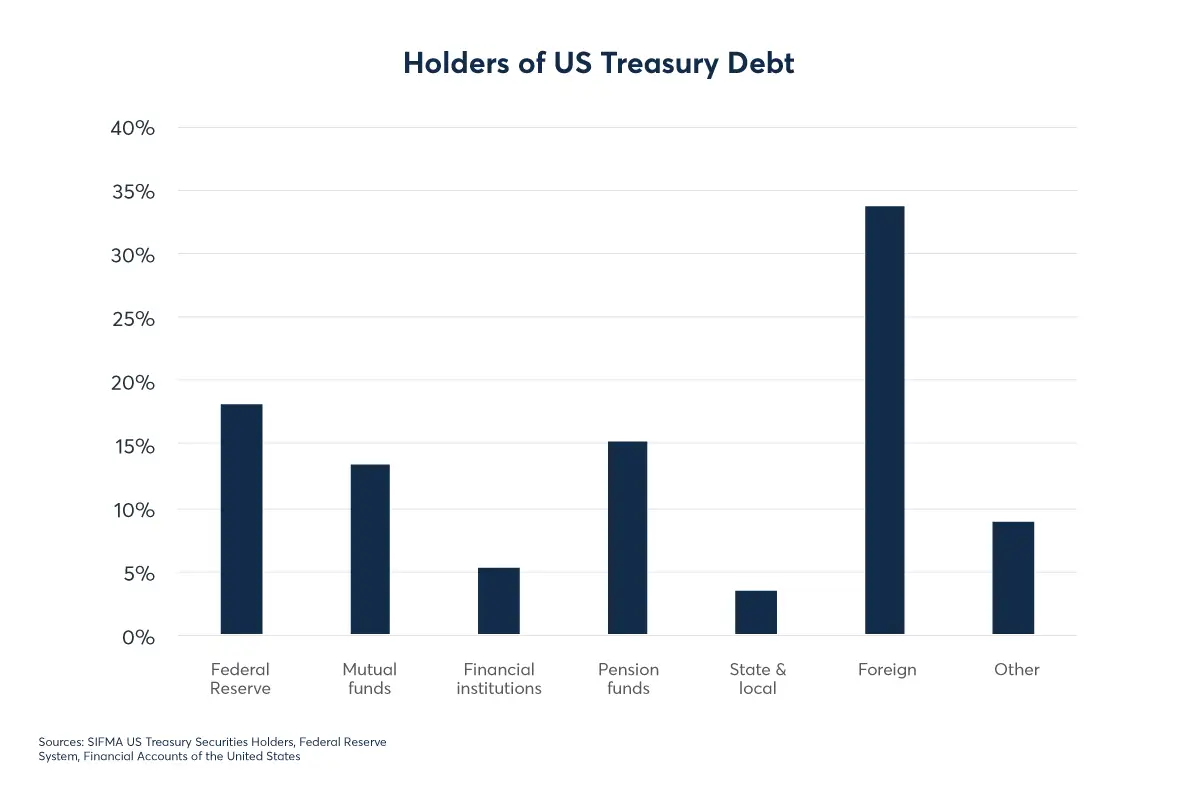 Holders of US Treasury Debt
40%
35%
30%
25%
20%
15%
10%
5%
0%
Federal
Reserve
Mutual
funds
Financial
institutions
Pension
funds
State &
local
Foreign
Other
Sources: SIFMA US Treasury Securities Holders, Federal Reserve
System, Financial Accounts of the United States